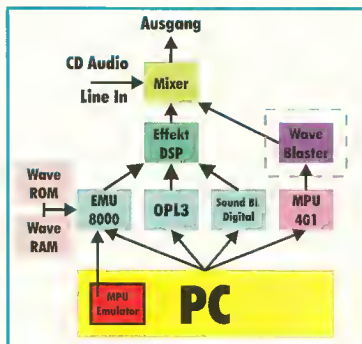 Ausgang
CD Audio
Line In
Mixer
Effekt
DSP
Wave
Blaster
Wave
ROM
Wave
RAM
EMU
8000
OPL3
Sound Bl.
Digital
MPU
401
MPU
Emulator
PC